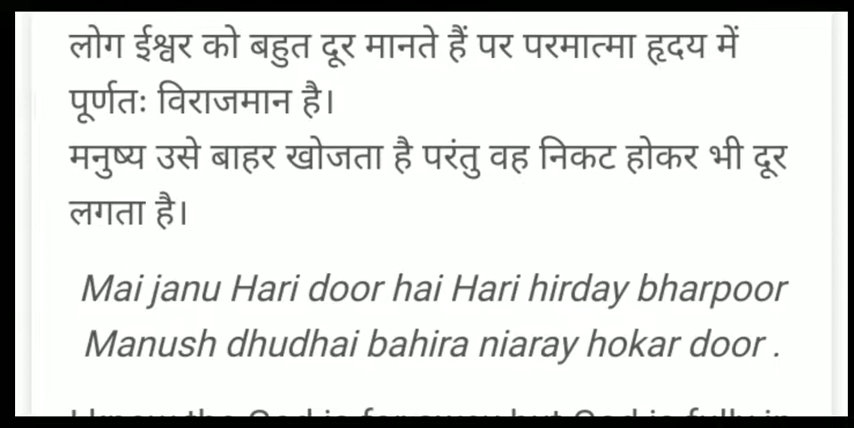 लोग ईश्वर को बहुत दूर मानते हैं पर परमात्मा हृदय में
पूर्णतः विराजमान है।
मनुष्य उसे बाहर खोजता है परंतु वह निकट होकर भी दूर
लगता है।
Mai janu Hari door hai Hari hirday bharpoor
Manush dhudhai bahira niaray hokar door .